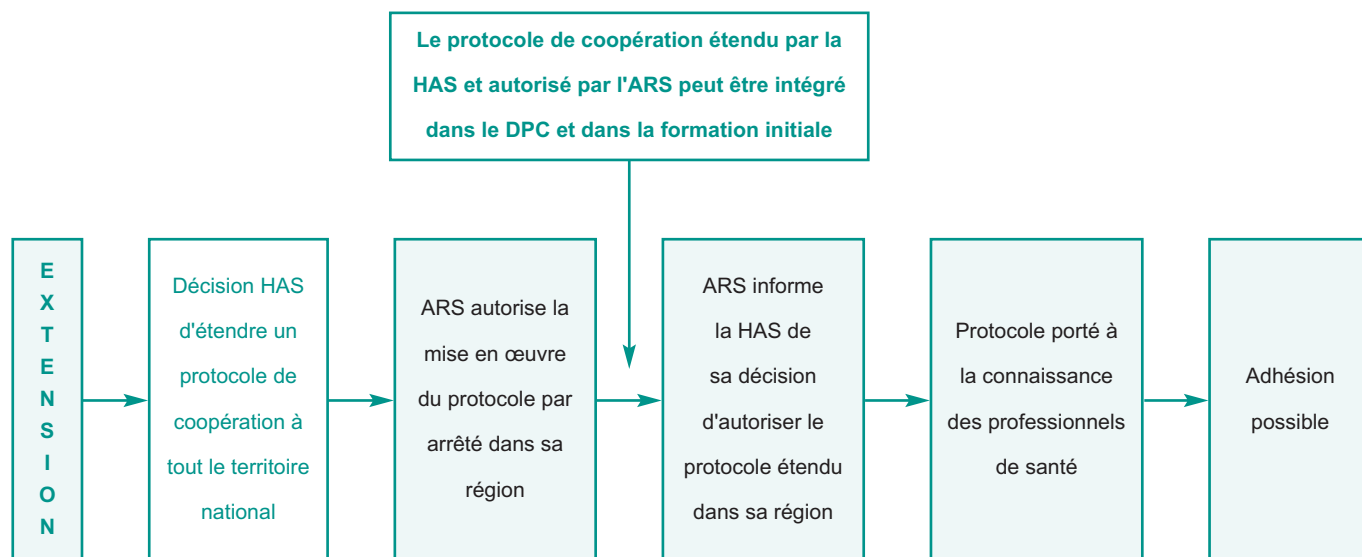 Le protocole de coopération étendu par la
HAS et autorisé par l'ARS peut être intégré
dans le DPC et dans la formation initiale
E
X
T
E
N
S
I
O
N
Décision HAS
d'étendre un
protocole de
coopération à
tout le territoire
national
ARS autorise la
mise en œuvre
du protocole par
arrêté dans sa
région
ARS informe
la HAS de
sa décision
d'autoriser le
protocole étendu
dans sa région
Protocole porté à
la connaissance
des professionnels
de santé
Adhésion
possible